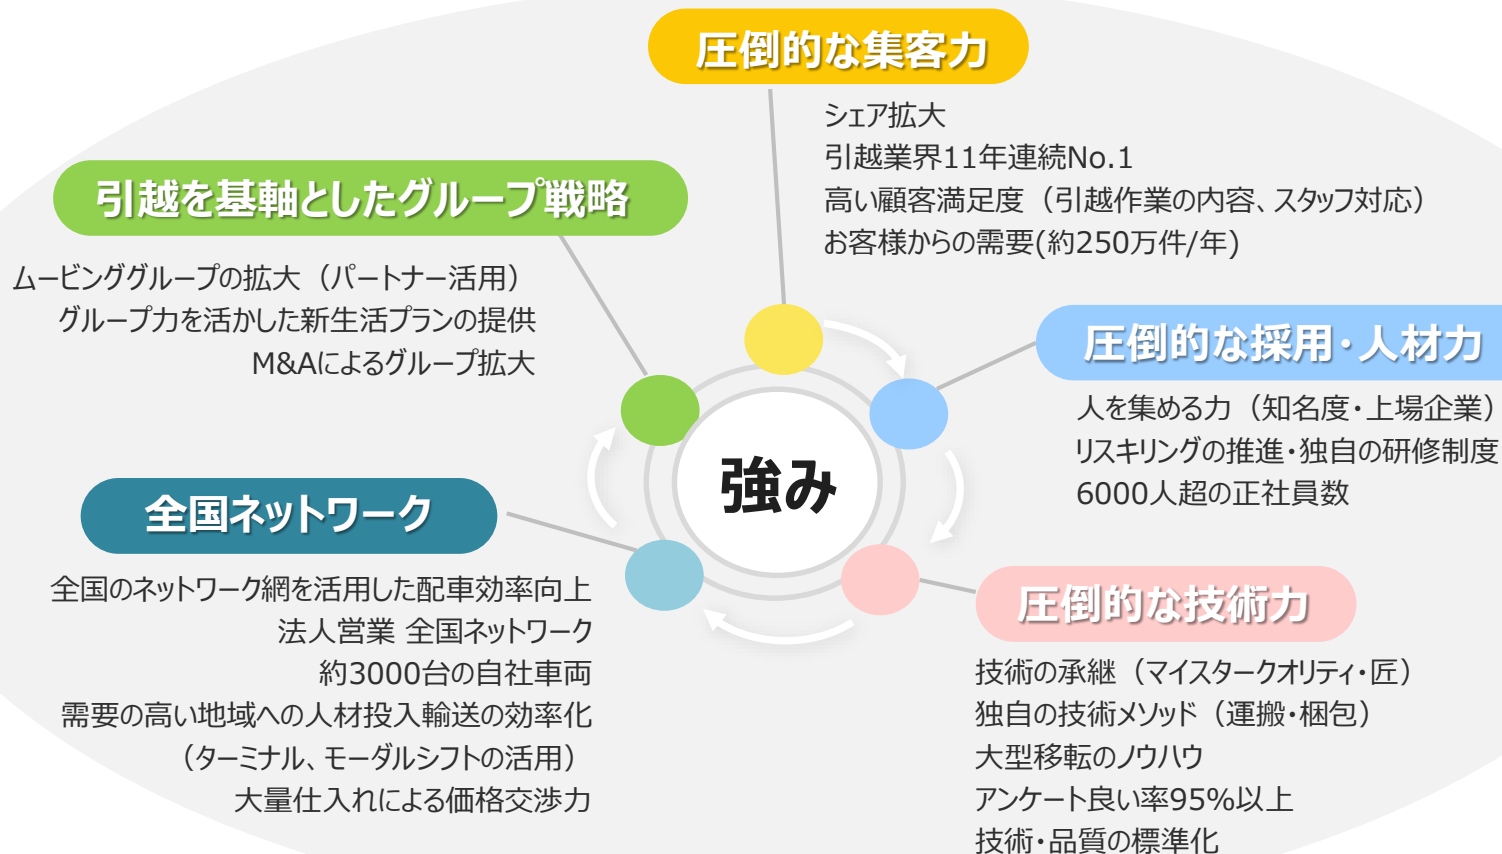 圧倒的な集客力
シェア拡大
引越業界11年連続No.1
高い顧客満足度（引越作業の内容、スタッフ対応）
お客様からの需要(約250万件/年)
引越を基軸としたグループ戦略
ムービンググループの拡大（パートナー活用）
グループ力を活かした新生活プランの提供
M&Aによるグループ拡大
圧倒的な採用・人材力
人を集める力（知名度・上場企業）
リスキリングの推進・独自の研修制度
6000人超の正社員数
強み
全国ネットワーク
全国のネットワーク網を活用した配車効率向上
法人営業 全国ネットワーク
約3000台の自社車両
需要の高い地域への人材投入輸送の効率化
（ターミナル、モーダルシフトの活用）
大量仕入れによる価格交渉力
圧倒的な技術力
技術の承継（マイスタークオリティ・匠）
独自の技術メソッド（運搬・梱包）
大型移転のノウハウ
アンケート良い率95%以上
技術・品質の標準化